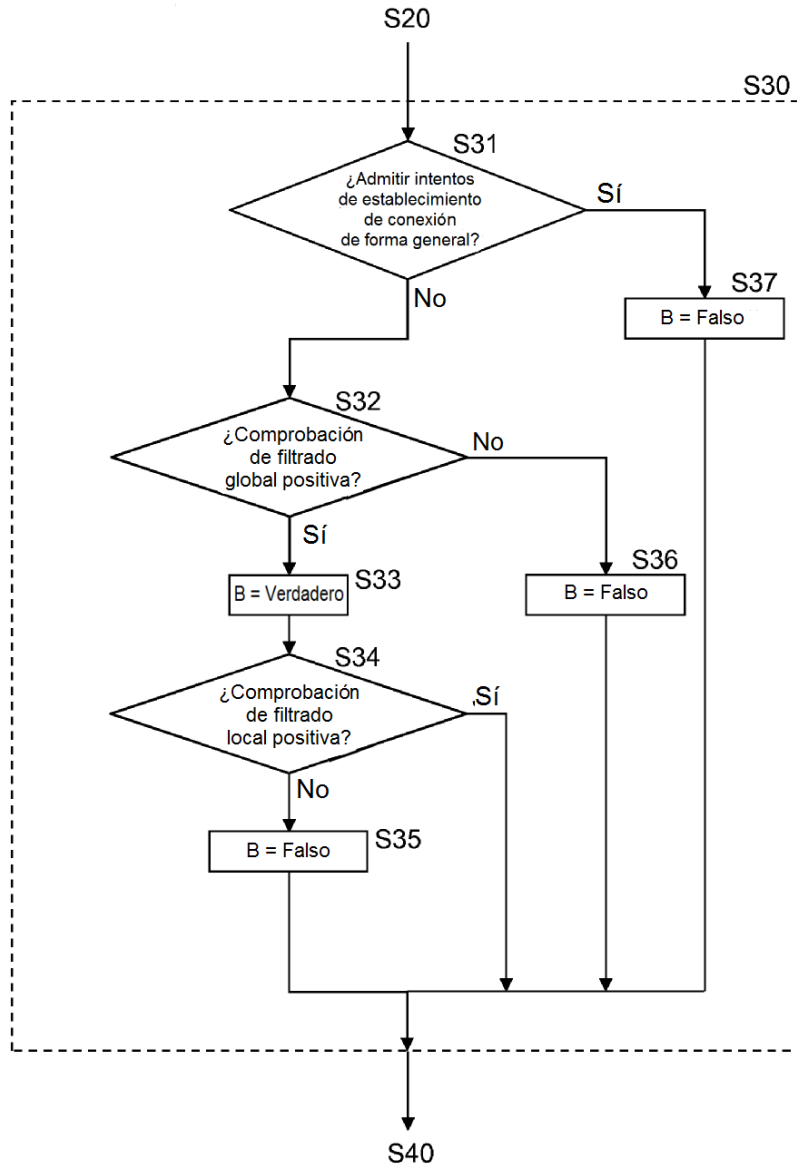 S20
S30
S31
¿Admitir intentos
de establecimiento
de conexión
de forma general?
Sí
S37
No
B = Falso
S32
¿Comprobación
de filtrado
global positiva?
No
Sí
S36
S33
B = Verdadero
B = Falso
S34
¿Comprobación
de filtrado
local positiva?
Sí
No
S35
B = Falso
S40